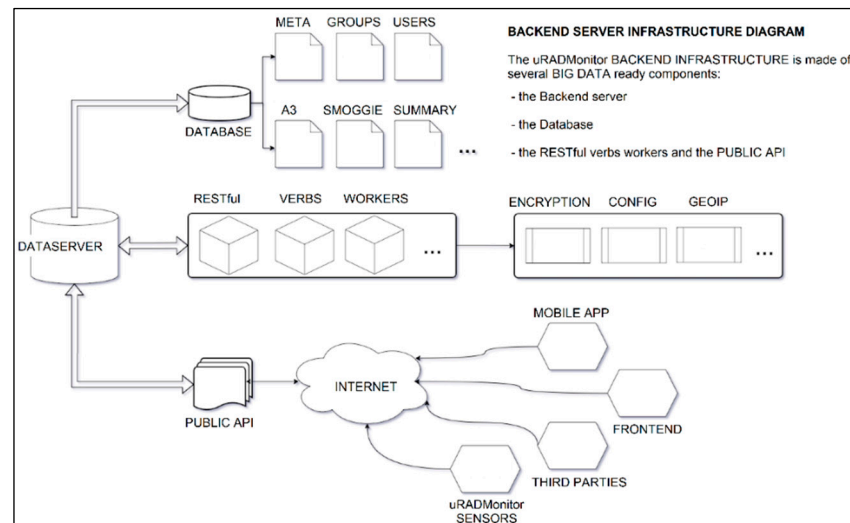 META GROUPS USERS
BACKEND SERVER INFRASTRUCTURE DIAGRAM
The uRADMonitor BACKEND INFRASTRUCTURE is made of
several BIG DATA ready components:
- the Backend server
- the Database
- the RESTful verbs workers and the PUBLIC API
A3 SMOGGIE SUMMARY
...
DATABASE
RESTful VERBS WORKERS
...
ENCRYPTION CONFIG GEOIP
...
DATASERVER
MOBILE APP
INTERNET
PUBLIC API
FRONTEND
THIRD PARTIES
uRADMonitor
SENSORS